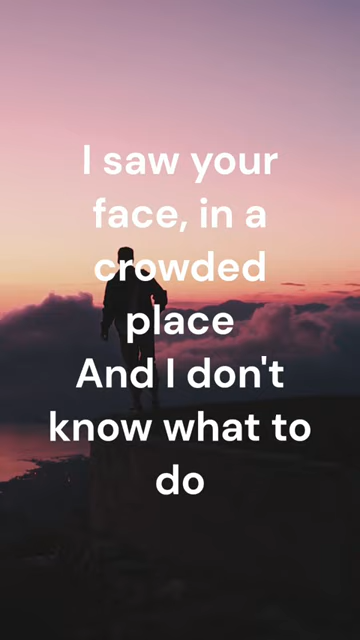 I saw your
face, in a
crowded
place
And I don't
know what to
do